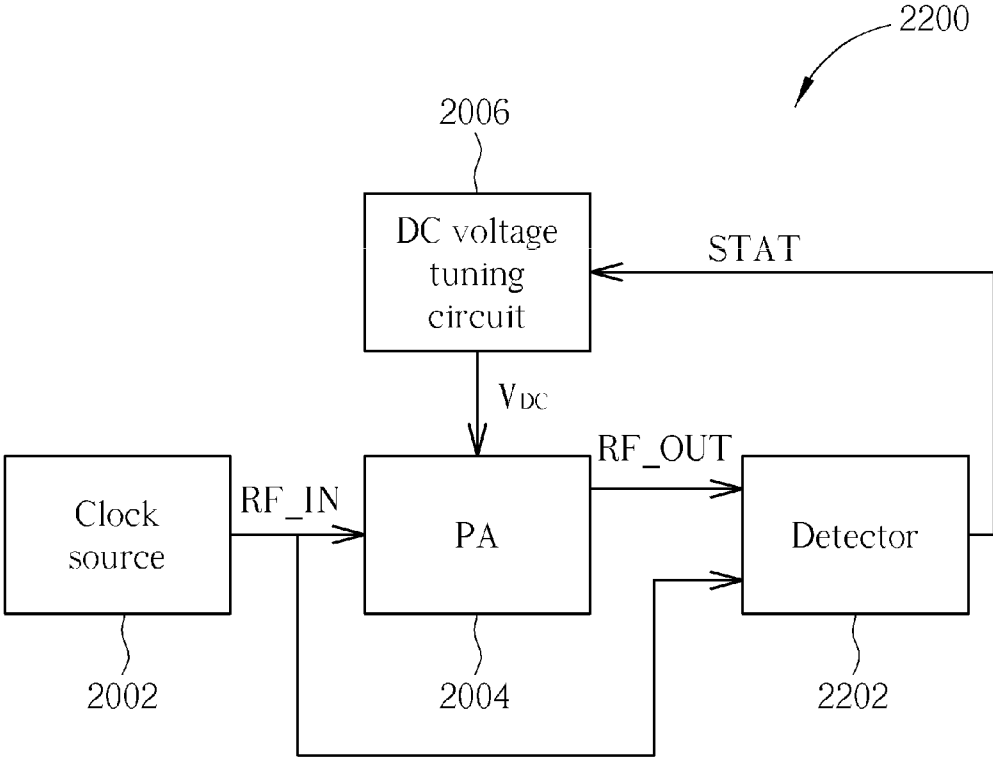 2200
2006
DC voltage
tuning
circuit
STAT
VDC
RF_OUT
RF_IN
Clock
source
PA
Detector
2002
2004
2202